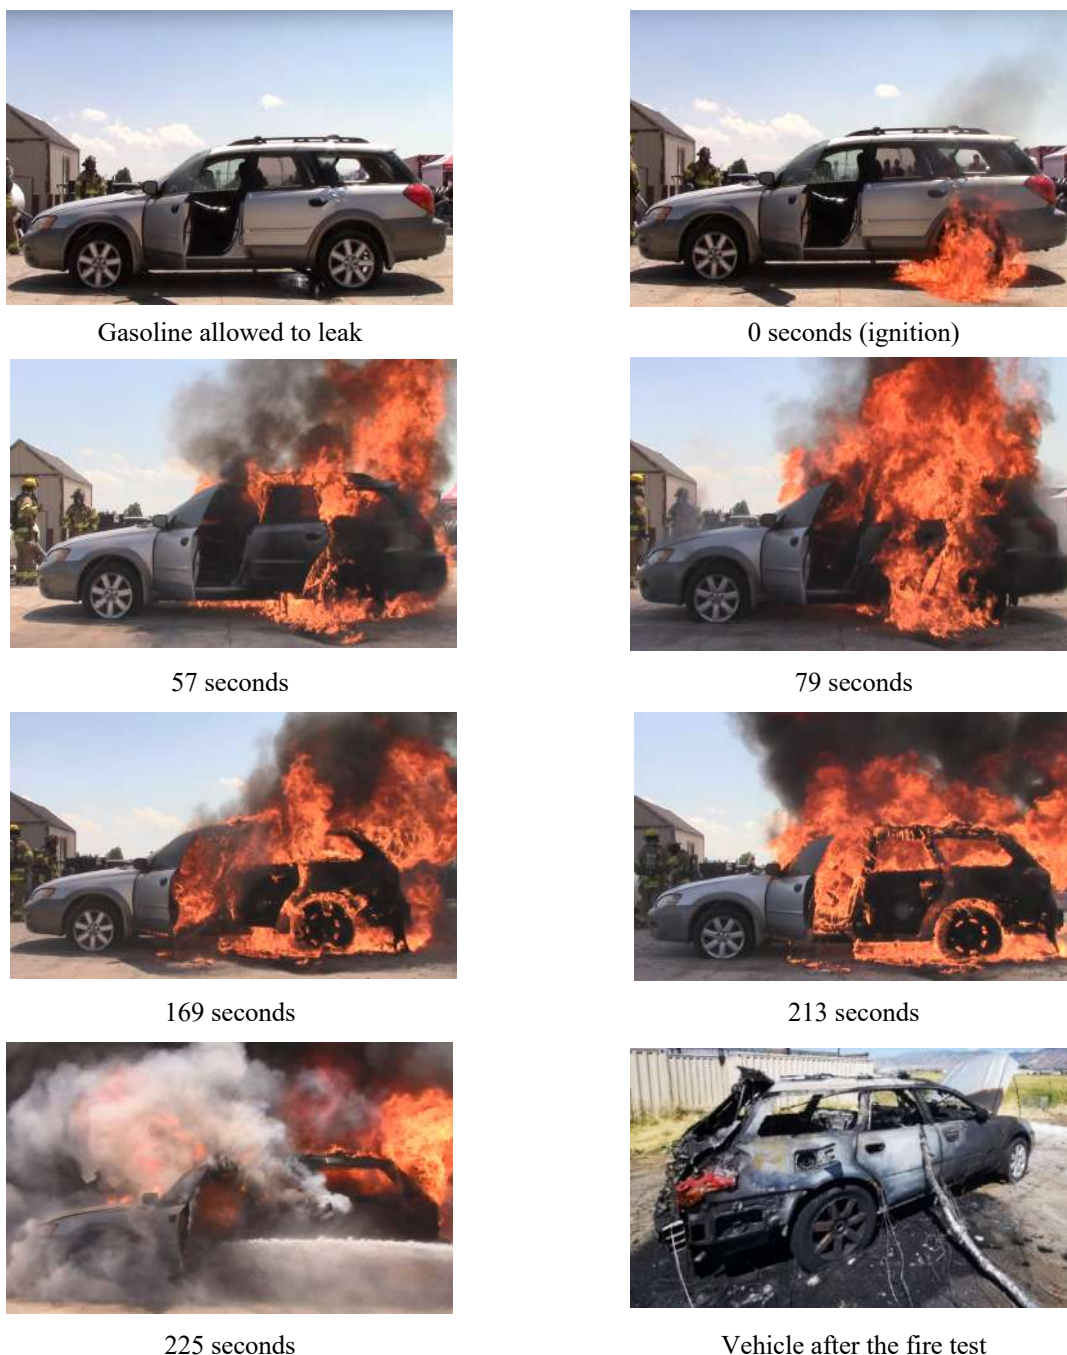 Gasoline allowed to leak
0 seconds (ignition)
57 seconds
79 seconds
169 seconds
213 seconds
225 seconds
Vehicle after the fire test